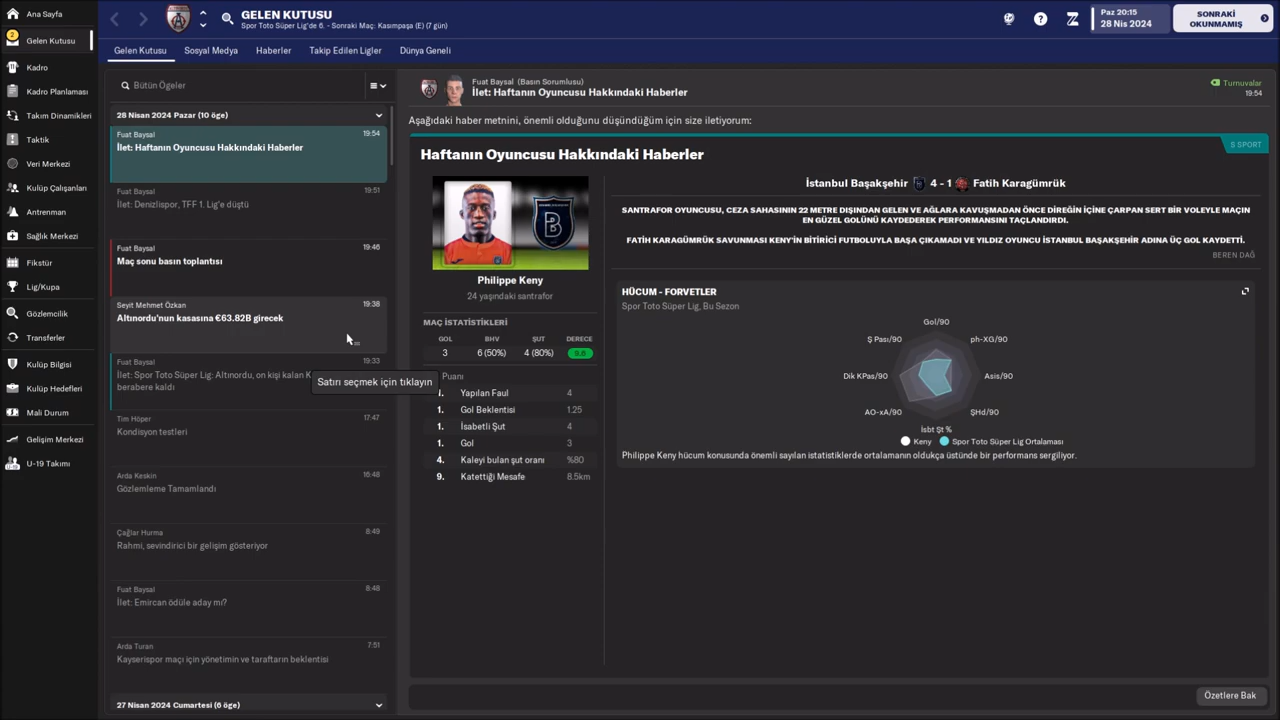 Ana Sayfa
2
Gelen Kutusu
Kadro
Kadro Planlaması
Takım Dinamikleri
Taktik
Veri Merkezi
Kulüp Çalışanları
Antrenman
Sağlık Merkezi
Fikstür
Lig/Kupa
Gözlemcilik
Transferler
Kulüp Bilgisi
Kulüp Hedefleri
Mali Durum
Gelişim Merkezi
U-19 Takımı
GELEN KUTUSU
Spor Toto Süper Lig'de 6. - Sonraki Maç: Kasımpaşa (E) (7 gün)
Paz 20:15
28 Nis 2024
SONRAKİ
OKUNMAMIŞ
Gelen Kutusu
Sosyal Medya
Haberler
Takip Edilen Ligler
Dünya Geneli
Bütün Ögeler
28 Nisan 2024 Pazar (10 öge)
Fuat Baysal 19:54
İlet: Haftanın Oyuncusu Hakkındaki Haberler
Fuat Baysal 19:51
İlet: Denizlispor, TFF 1. Lig'e düştü
Fuat Baysal 19:46
Maç sonu basın toplantısı
Seyit Mehmet Özkan 19:38
Altınordu'nun kasasına €63.82B girecek
Fuat Baysal 19:33
İlet: Spor Toto Süper Lig: Altınordu, on kişi kalan K
berabere kaldı
Satırı seçmek için tıklayın
Tim Höper 17:47
Kondisyon testleri
Arda Keskin 16:48
Gözlemleme Tamamlandı
Çağlar Hurma 8:49
Rahmi, sevindirici bir gelişim gösteriyor
Fuat Baysal 8:48
İlet: Emircan ödüle aday mı?
Arda Turan 7:51
Kayserispor maçı için yönetimin ve taraftarın beklentisi
27 Nisan 2024 Cumartesi (6 öge)
Fuat Baysal (Basın Sorumlusu)
İlet: Haftanın Oyuncusu Hakkındaki Haberler
Turnuvalar
19:54
Aşağıdaki haber metnini, önemli olduğunu düşündüğüm için size iletiyorum:
S SPORT
Haftanın Oyuncusu Hakkındaki Haberler
Philippe Keny
24 yaşındaki santrafor
MAÇ İSTATİSTİKLERİ
GOL BHV ŞUT DERECE
3 6 (50%) 4 (80%) 9.6
Puanı
1. Yapılan Faul 4
1. Gol Beklentisi 1.25
1. İsabetli Şut 4
1. Gol 3
4. Kaleyi bulan şut oranı %80
9. Katettiği Mesafe 8.5km
İstanbul Başakşehir 4 - 1 Fatih Karagümrük
SANTRAFOR OYUNCUSU, CEZA SAHASININ 22 METRE DIŞINDAN GELEN VE AĞLARA KAVUŞMADAN ÖNCE DİREĞİN İÇİNE ÇARPAN SERT BİR VOLEYLE MAÇIN
EN GÜZEL GOLÜNÜ KAYDEDEREK PERFORMANSINI TAÇLANDIRDI.
FATİH KARAGÜMRÜK SAVUNMASI KENY'İN BİTİRİCİ FUTBOLUYLA BAŞA ÇIKAMADI VE YILDIZ OYUNCU İSTANBUL BAŞAKŞEHİR ADINA ÜÇ GOL KAYDETTİ.
BEREN DAĞ
HÜCUM - FORVETLER
Spor Toto Süper Lig, Bu Sezon
Gol/90
Ş Pası/90
ph-XG/90
Dik KPas/90
Asis/90
AO-xA/90
ŞHd/90
İsbt Şt %
Keny
Spor Toto Süper Lig Ortalaması
Philippe Keny hücum konusunda önemli sayılan istatistiklerde ortalamanın oldukça üstünde bir performans sergiliyor.
Özetlere Bak